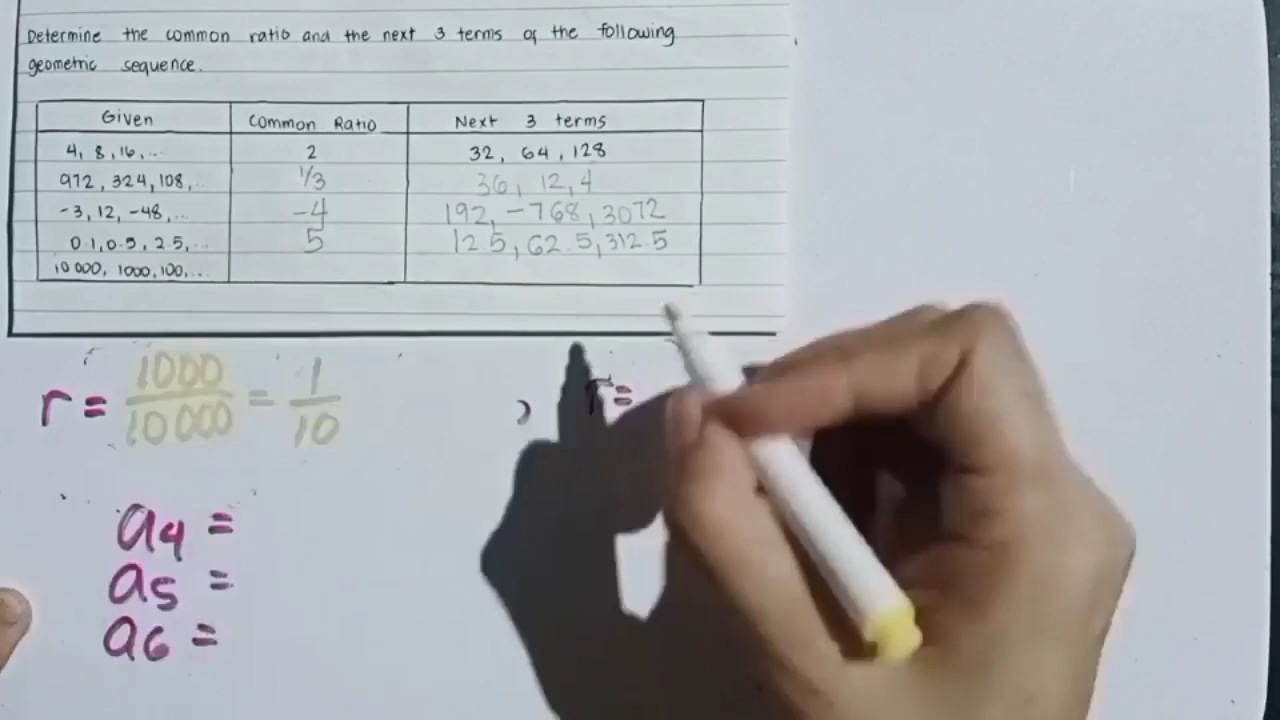 Determine the common ratio and the next 3 terms of the following
geometric sequence.
Given Common Ratio Next 3 terms
4, 8, 16, ... 2 32, 64, 128
972, 324, 108, ... 1/3 36, 12, 4
-3, 12, -48, ... -4 192, -768, 3072
0.1, 0.5, 2.5, ... 5 12.5, 62.5, 312.5
10 000, 1000, 100, ...
r = 1000/10 000 = 1/10 , r =
a4 =
a5 =
a6 =